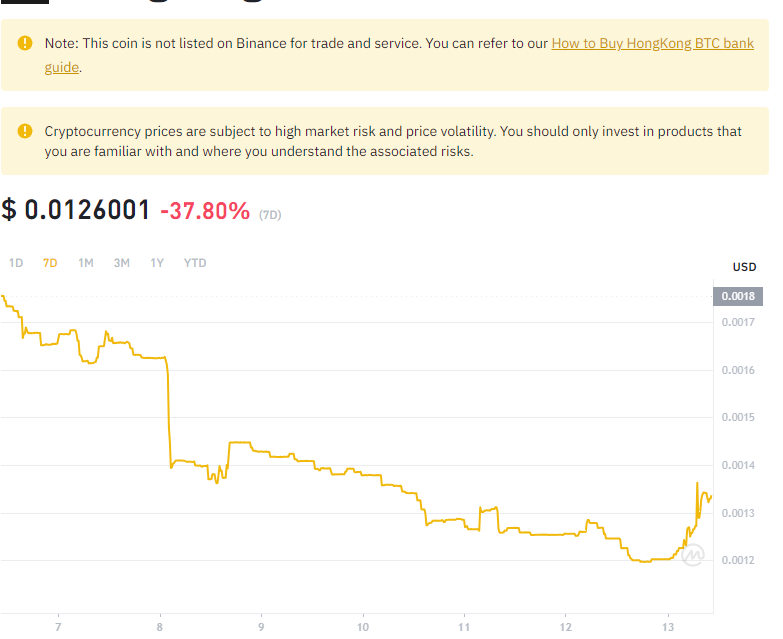 Note: This coin is not listed on Binance for trade and service. You can refer to our How to Buy HongKong BTC bank
guide.
Cryptocurrency prices are subject to high market risk and price volatility. You should only invest in products that
you are familiar with and where you understand the associated risks.
$ 0.0126001 -37.80% (7D)
1D 7D 1M 3M 1Y YTD
USD
0.0018
0.0017
0.0016
0.0015
0.0014
0.0013
0.0012
7 8 9 10 11 12 13